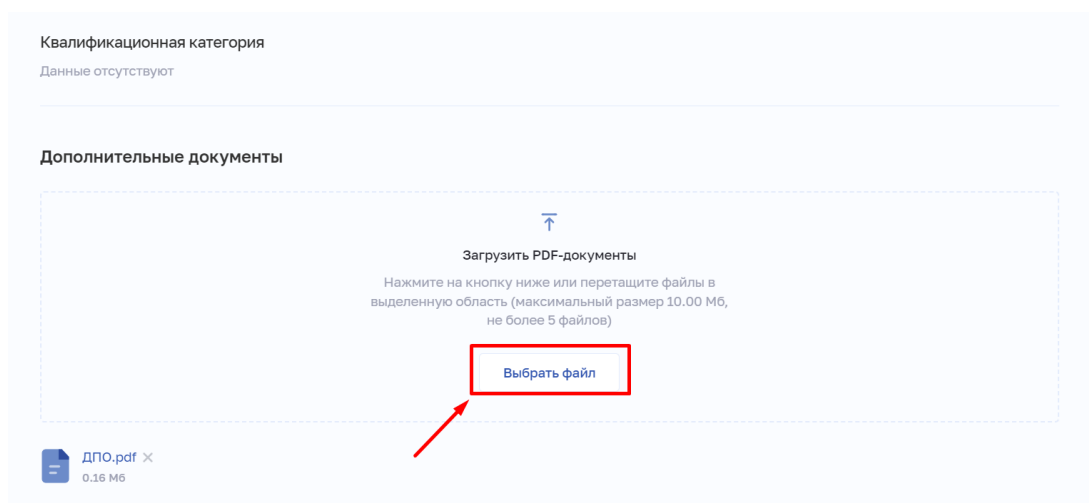 Квалификационная категория
Данные отсутствуют
Дополнительные документы
Загрузить PDF-документы
Нажмите на кнопку ниже или перетащите файлы в
выделенную область (максимальный размер 10.00 Мб,
не более 5 файлов)
Выбрать файл
ДПО.pdf
0.16 Мб